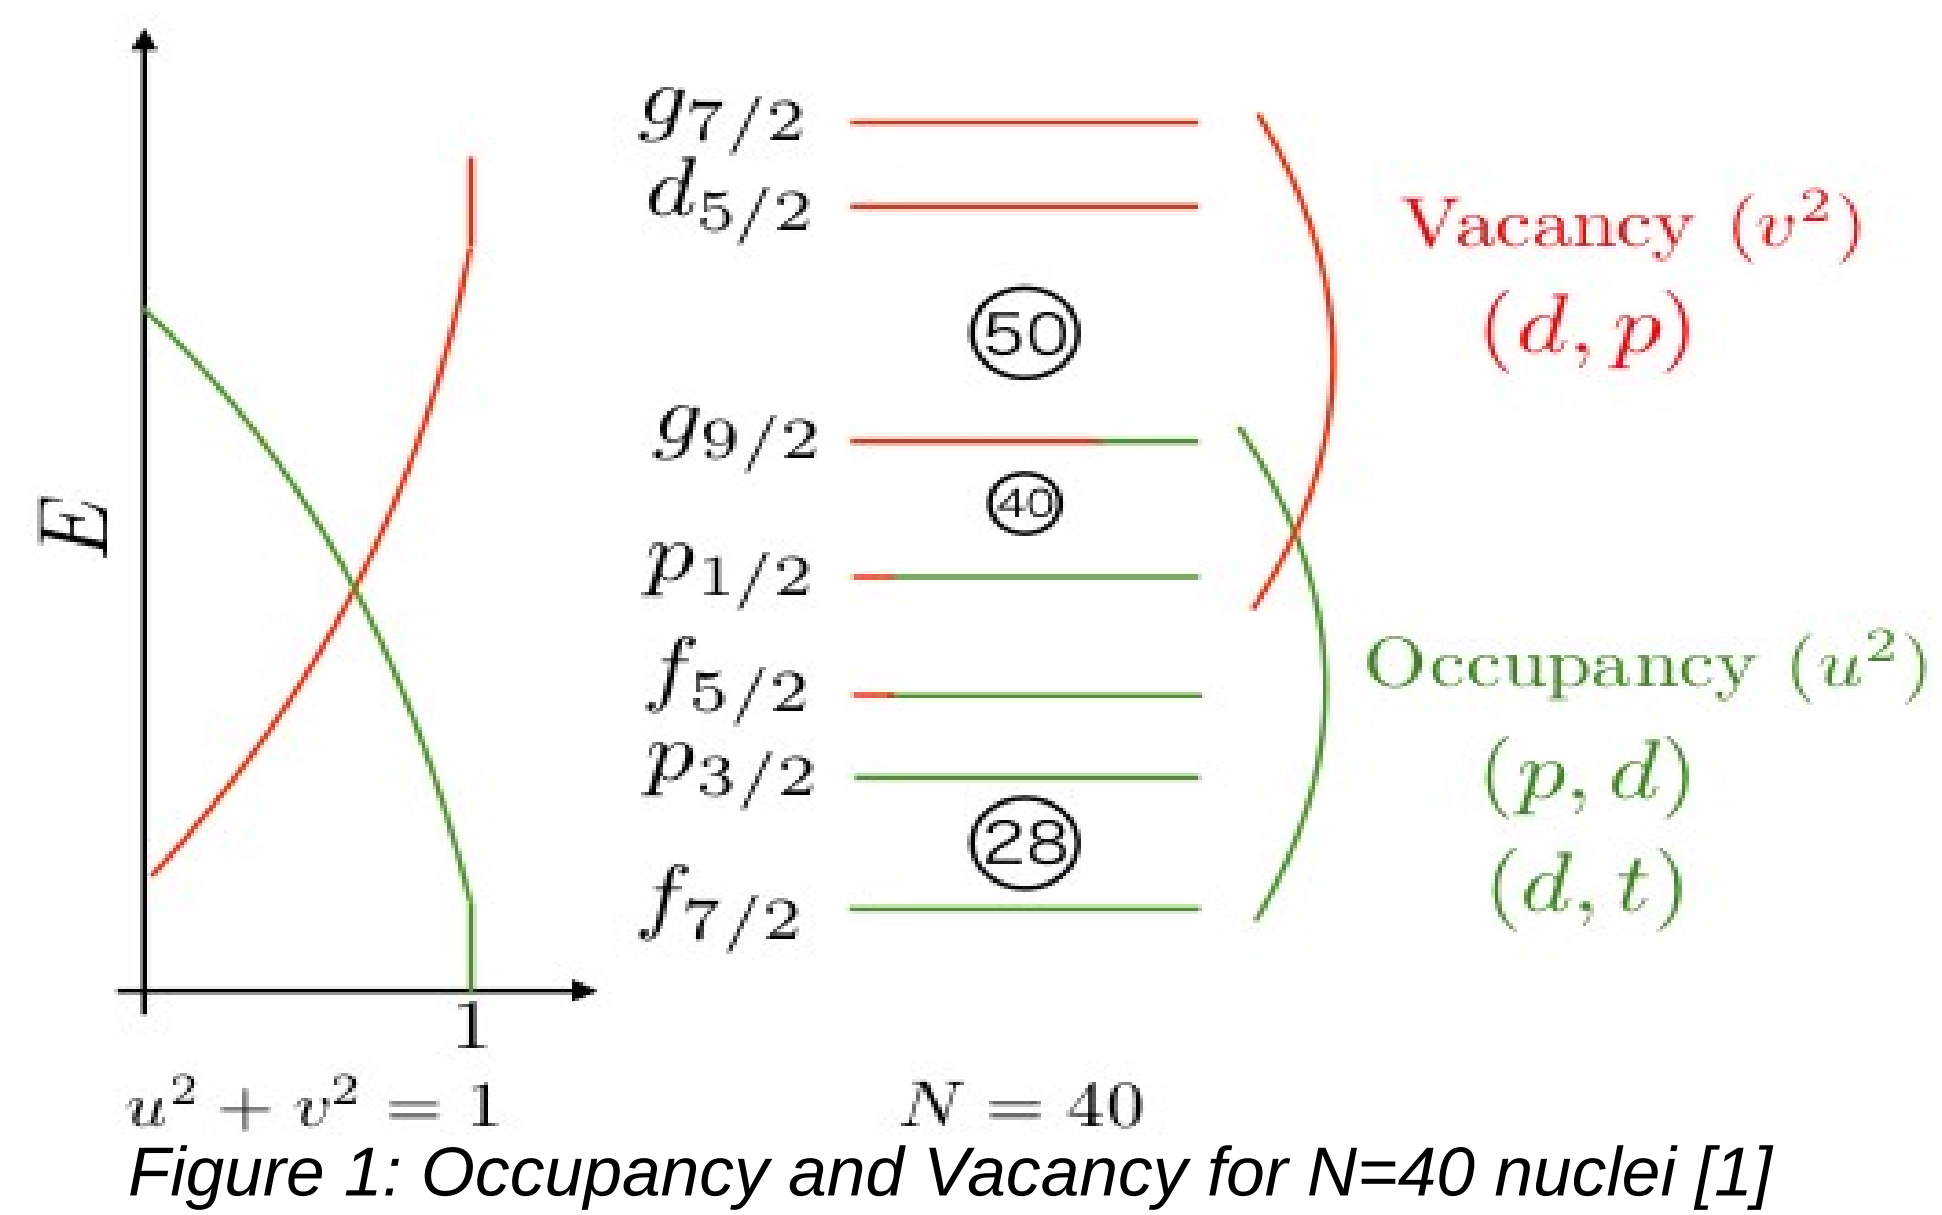 E
1
u² + v² = 1
g7/2
d5/2
50
g9/2
40
p1/2
f5/2
p3/2
28
f7/2
N = 40
Vacancy (v²)
(d, p)
Occupancy (u²)
(p, d)
(d, t)
Figure 1: Occupancy and Vacancy for N=40 nuclei [1]